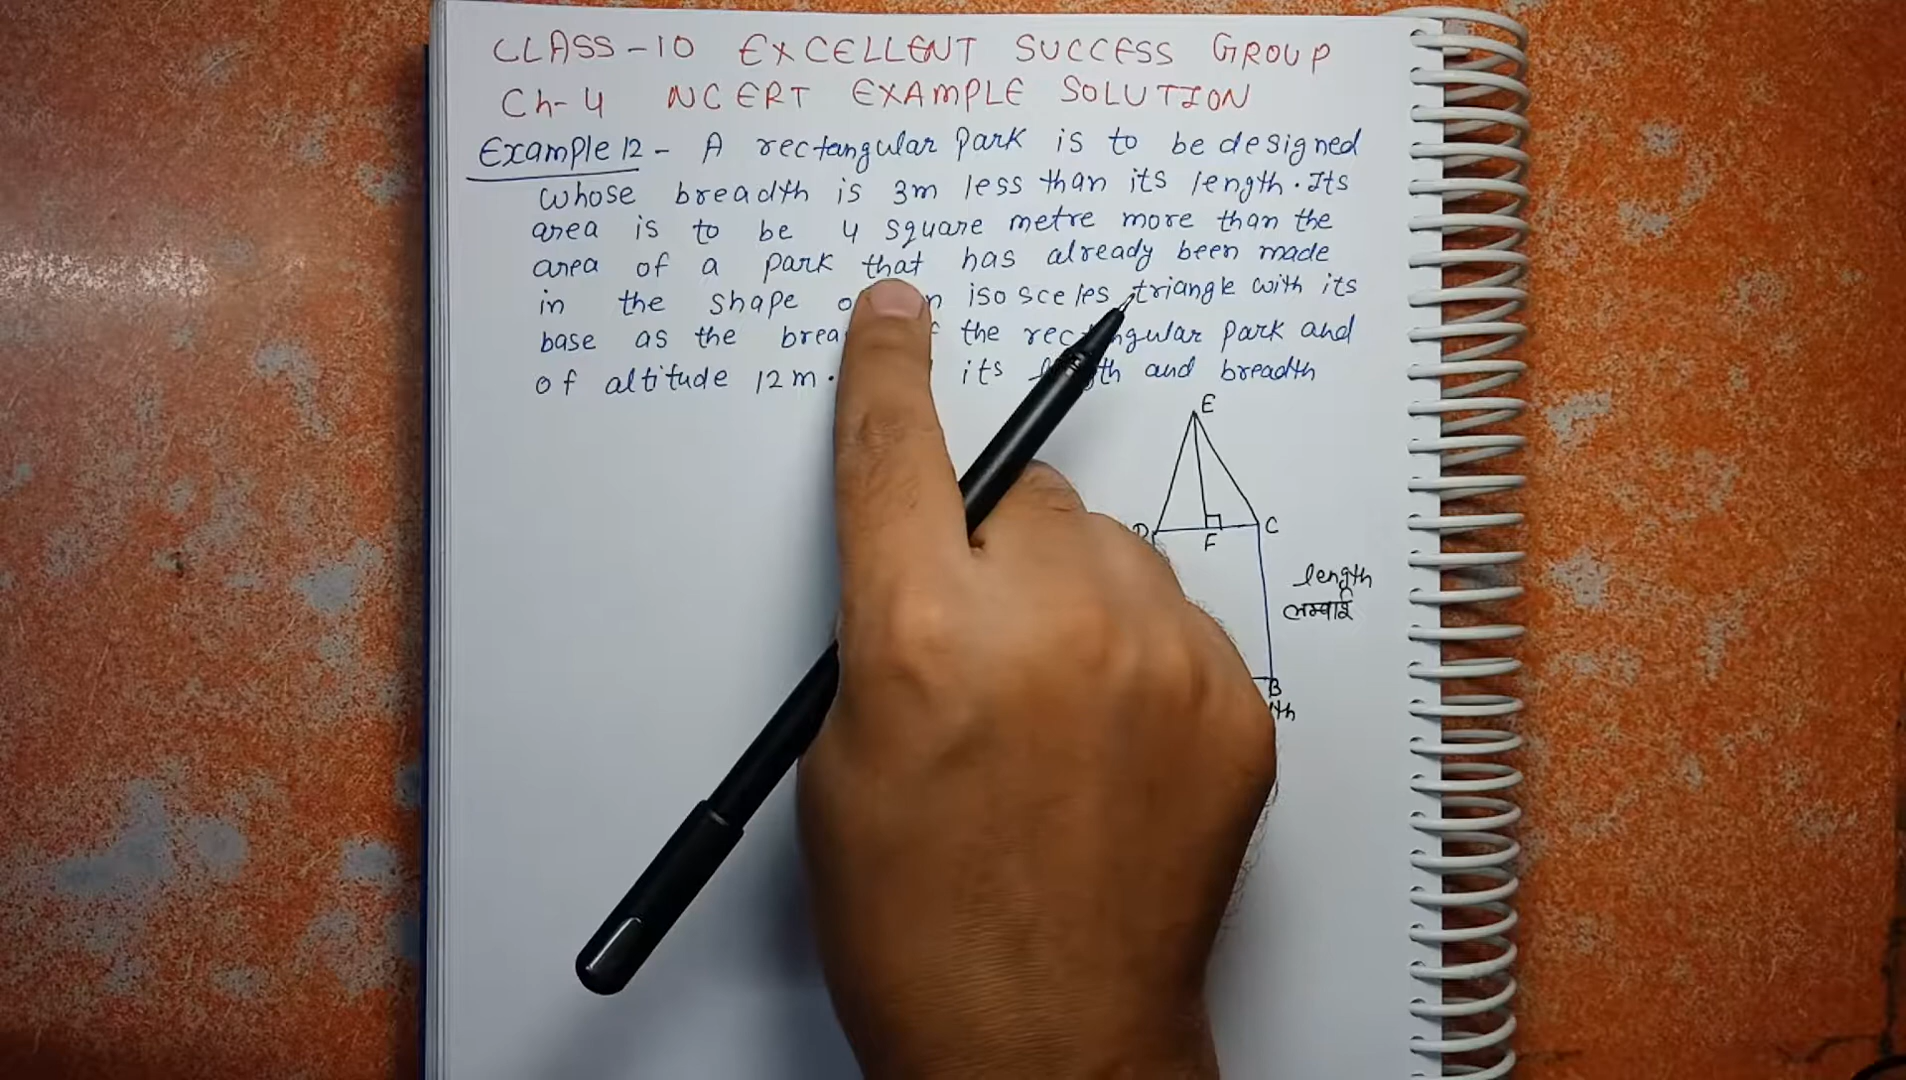 CLASS-10 EXCELLENT SUCCESS GROUP
Ch-4 NCERT EXAMPLE SOLUTION
Example 12 - A rectangular Park is to be designed
whose breadth is 3m less than its length. Its
area is to be 4 square metre more than the
area of a park that has already been made
in the shape isosceles triangle with its
base as the the rectangular park and
of altitude 12m. its length and breadth
E
D F C
length
लम्बाई
B